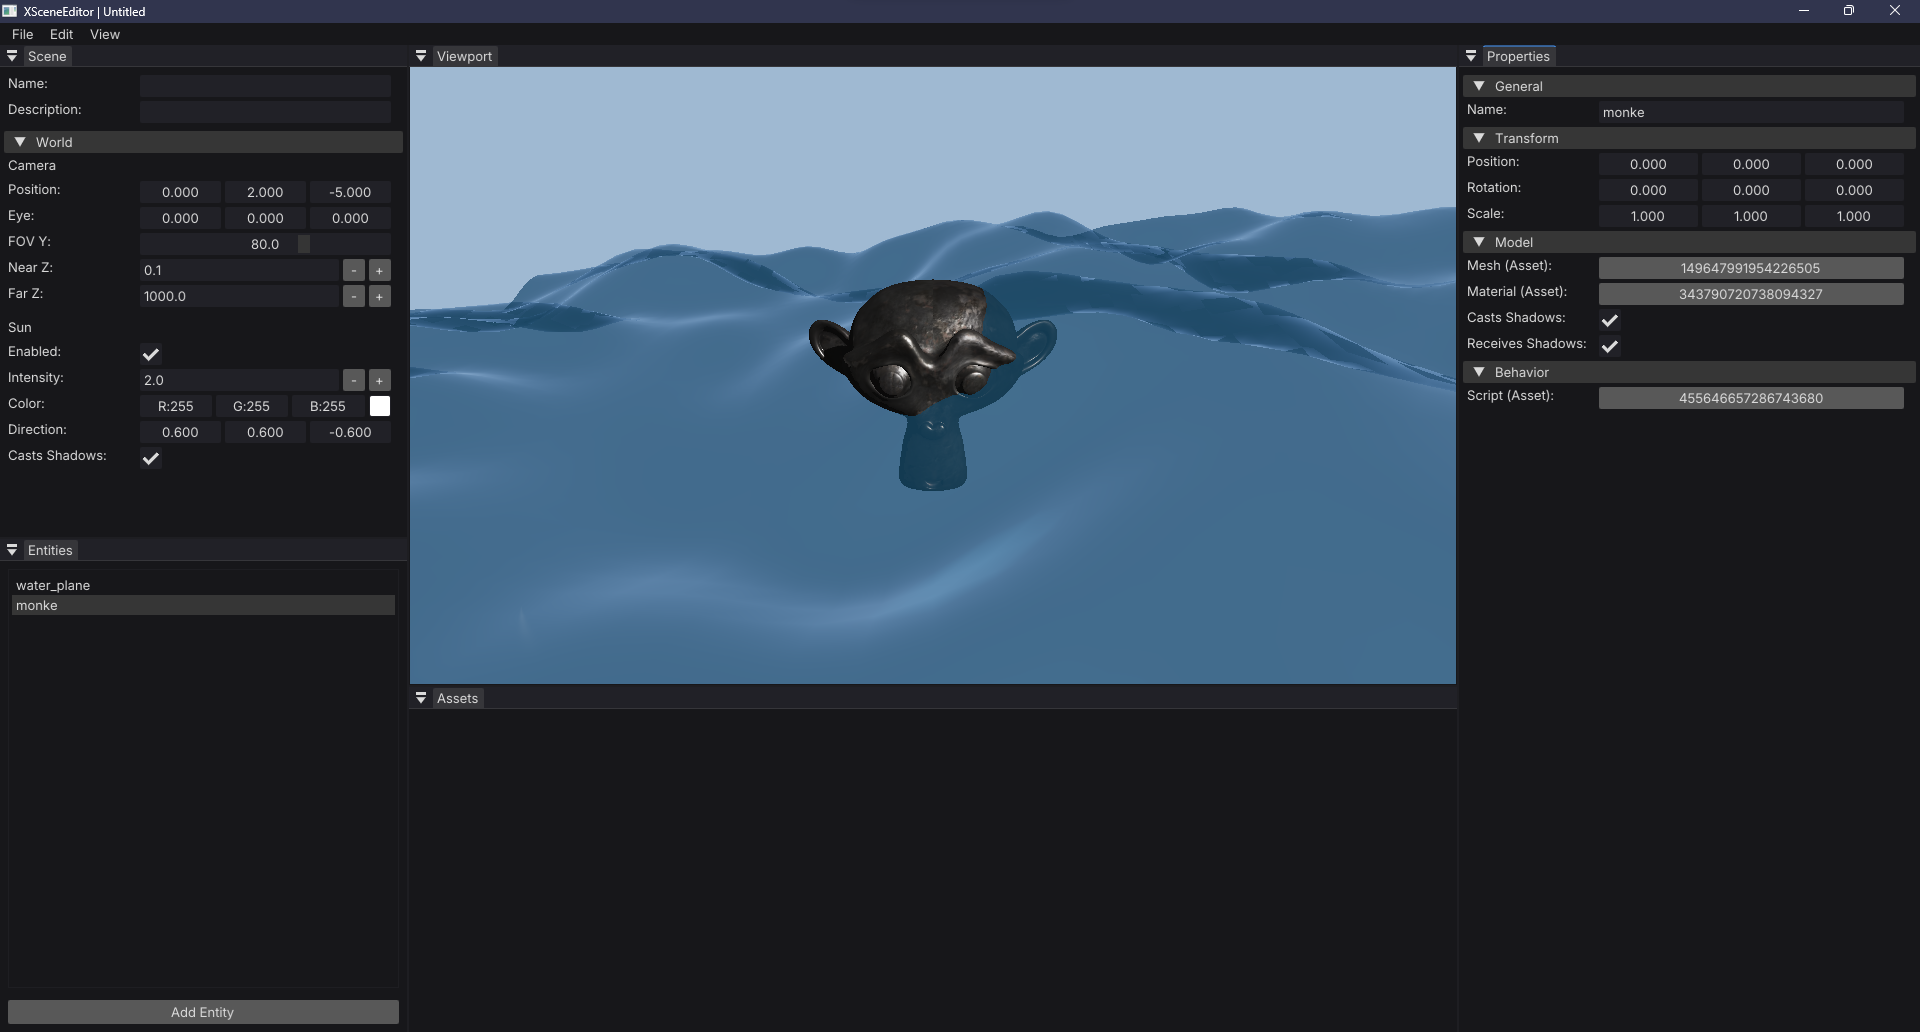 XSceneEditor | Untitled
File Edit View
Scene
Name:
Description:
World
Camera
Position: 0.000 2.000 -5.000
Eye: 0.000 0.000 0.000
FOV Y: 80.0
Near Z: 0.1 - +
Far Z: 1000.0 - +
Sun
Enabled:
Intensity: 2.0 - +
Color: R:255 G:255 B:255
Direction: 0.600 0.600 -0.600
Casts Shadows:
Entities
water_plane
monke
Add Entity
Viewport
Assets
Properties
General
Name: monke
Transform
Position: 0.000 0.000 0.000
Rotation: 0.000 0.000 0.000
Scale: 1.000 1.000 1.000
Model
Mesh (Asset): 149647991954226505
Material (Asset): 343790720738094327
Casts Shadows:
Receives Shadows:
Behavior
Script (Asset): 455646657286743680